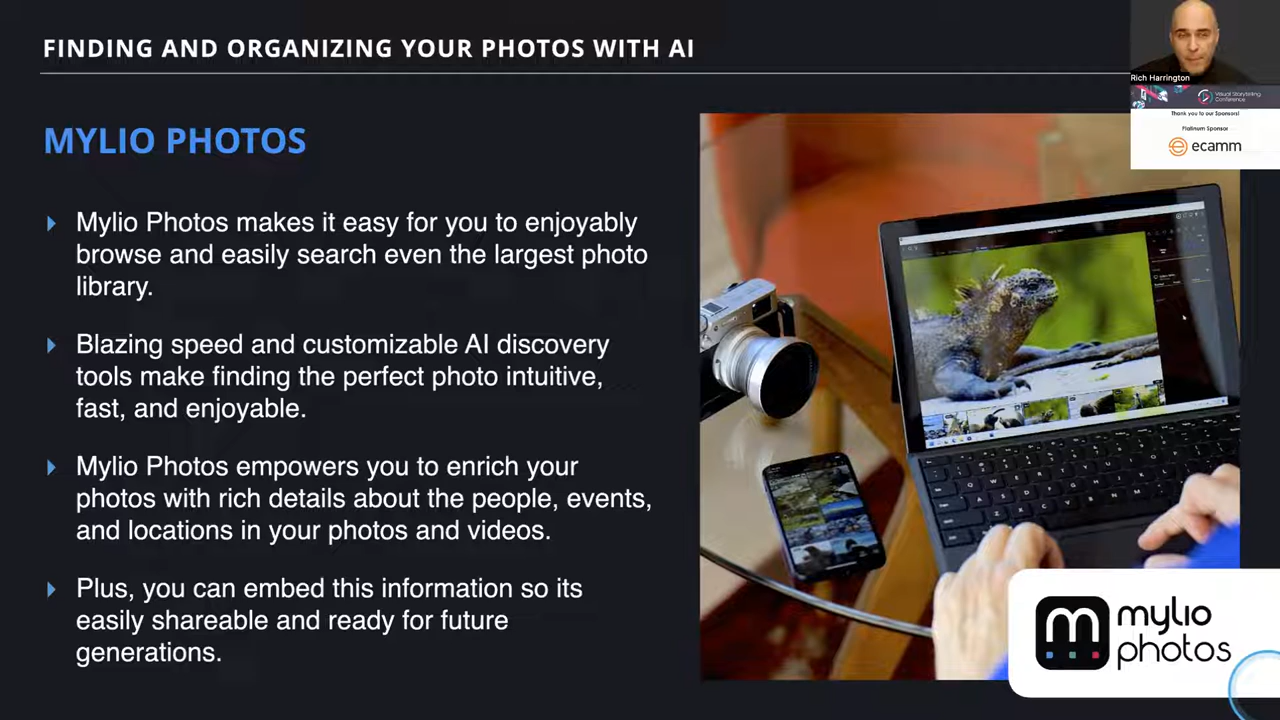 FINDING AND ORGANIZING YOUR PHOTOS WITH AI
Rich Harrington
Visual Storytelling
Conference
Thank you to our Sponsors!
Platinum Sponsor
ecamm
MYLIO PHOTOS
Mylio Photos makes it easy for you to enjoyably
browse and easily search even the largest photo
library.
Blazing speed and customizable AI discovery
tools make finding the perfect photo intuitive,
fast, and enjoyable.
Mylio Photos empowers you to enrich your
photos with rich details about the people, events,
and locations in your photos and videos.
Plus, you can embed this information so its
easily shareable and ready for future
generations.
m
mylio
photos